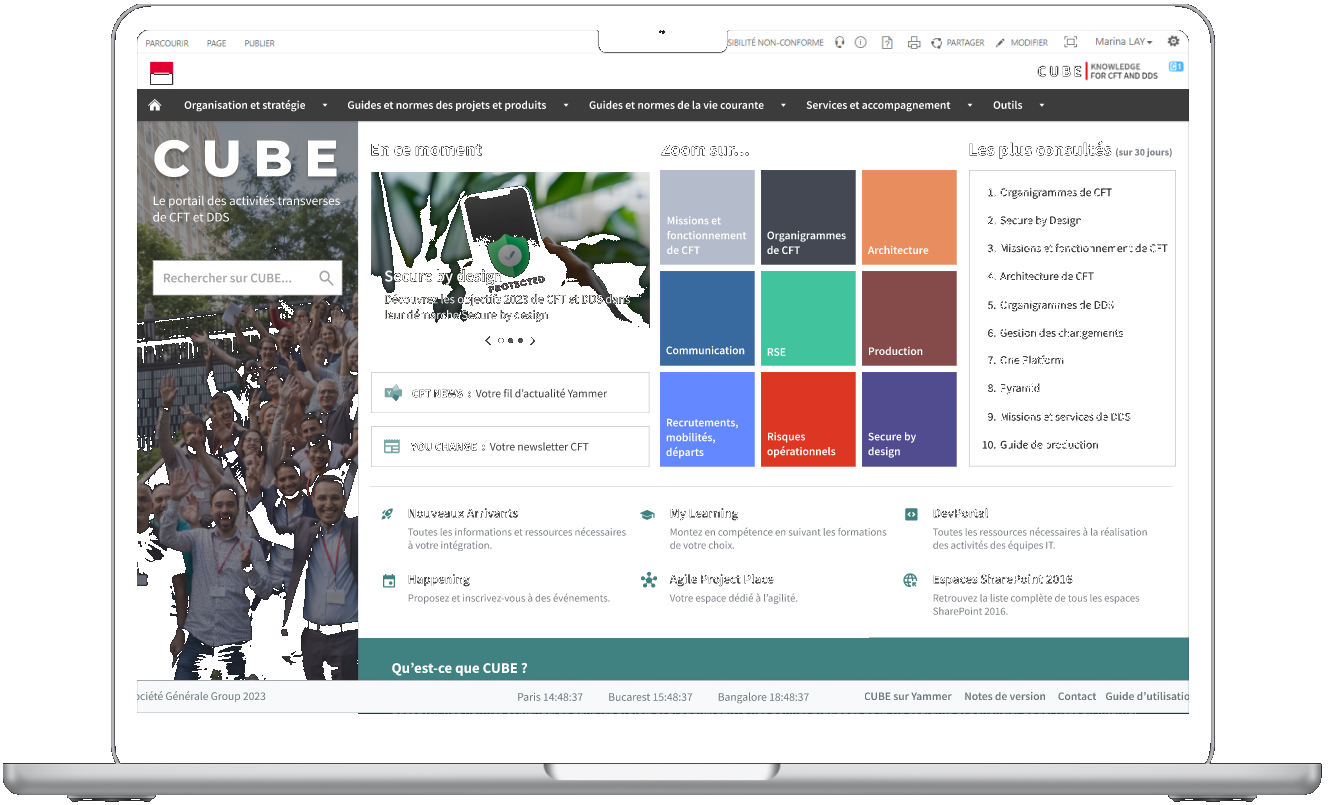 PARCOURIR PAGE PUBLIER
SIBILITÉ NON-CONFORME PARTAGER MODIFIER Marina LAY
CUBE KNOWLEDGE
FOR CFT AND DDS
Organisation et stratégie Guides et normes des projets et produits Guides et normes de la vie courante Services et accompagnement Outils
CUBE
Le portail des activités transverses
de CFT et DDS
Rechercher sur CUBE...
En ce moment
Secure by design
PROTECTED
Découvrez les objectifs 2023 de CFT et DDS dans
leur démarche Secure by design
CFT NEWS : Votre fil d'actualité Yammer
YOU CHANGE : Votre newsletter CFT
Zoom sur...
Missions et
fonctionnement
de CFT
Organigrammes
de CFT
Architecture
Communication
RSE
Production
Recrutements,
mobilités,
départs
Risques
opérationnels
Secure by
design
Les plus consultés (sur 30 jours)
1. Organigrammes de CFT
2. Secure by Design
3. Missions et fonctionnement de CFT
4. Architecture de CFT
5. Organigrammes de DDS
6. Gestion des changements
7. One Platform
8. Pyramid
9. Missions et services de DDS
10. Guide de production
Nouveaux Arrivants
Toutes les informations et ressources nécessaires
à votre intégration.
My Learning
Montez en compétence en suivant les formations
de votre choix.
DevPortal
Toutes les ressources nécessaires à la réalisation
des activités des équipes IT.
Happening
Proposez et inscrivez-vous à des événements.
Agile Project Place
Votre espace dédié à l'agilité.
Espaces SharePoint 2016
Retrouvez la liste complète de tous les espaces
SharePoint 2016.
Qu'est-ce que CUBE ?
ociété Générale Group 2023 Paris 14:48:37 Bucarest 15:48:37 Bangalore 18:48:37 CUBE sur Yammer Notes de version Contact Guide d'utilisatio